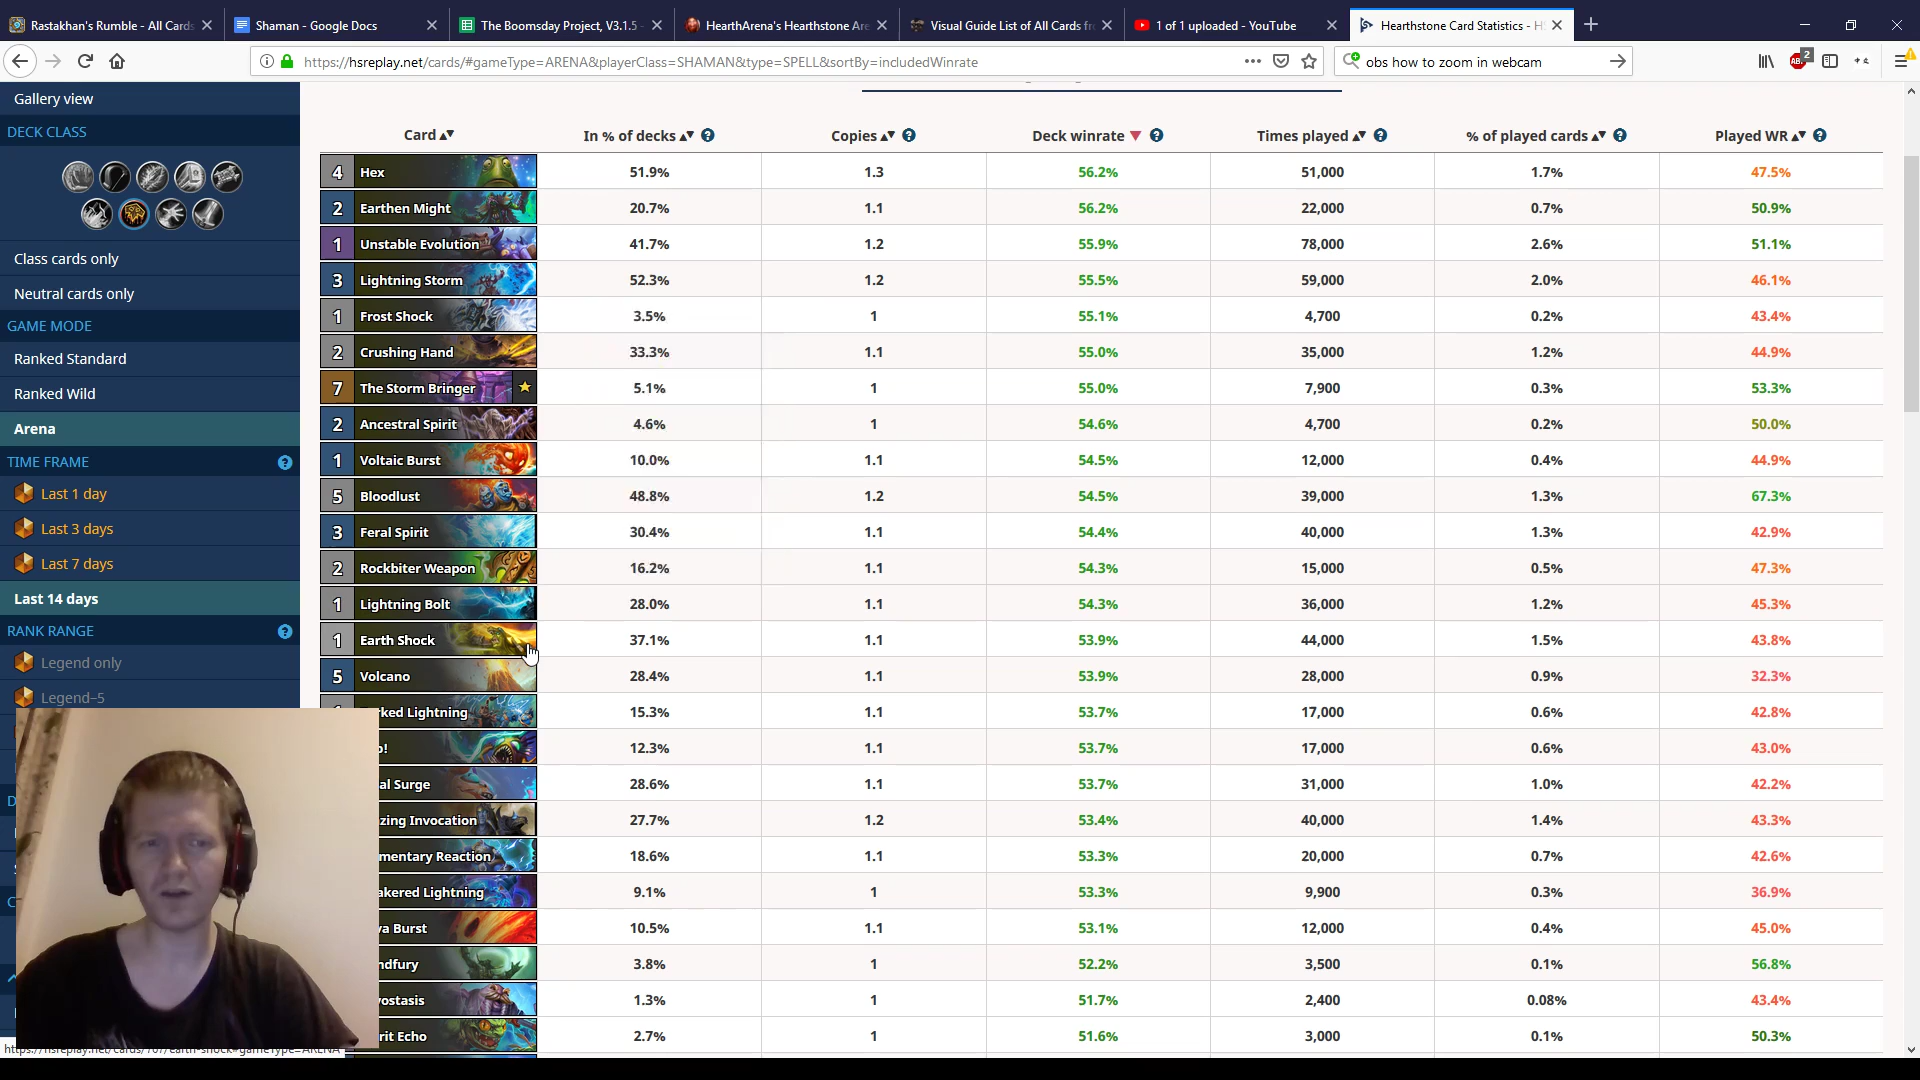 Rastakhan's Rumble - All Cards
Shaman - Google Docs
The Boomsday Project, V3.1.5 -
HearthArena's Hearthstone Are
Visual Guide List of All Cards fr
1 of 1 uploaded - YouTube
Hearthstone Card Statistics - HS
https://hsreplay.net/cards/#gameType=ARENA&playerClass=SHAMAN&type=SPELL&sortBy=includedWinrate
obs how to zoom in webcam
2
Gallery view
DECK CLASS
Class cards only
Neutral cards only
GAME MODE
Ranked Standard
Ranked Wild
Arena
TIME FRAME
Last 1 day
Last 3 days
Last 7 days
Last 14 days
RANK RANGE
Legend only
Legend–5
Card In % of decks Copies Deck winrate Times played % of played cards Played WR
4 Hex 51.9% 1.3 56.2% 51,000 1.7% 47.5%
2 Earthen Might 20.7% 1.1 56.2% 22,000 0.7% 50.9%
1 Unstable Evolution 41.7% 1.2 55.9% 78,000 2.6% 51.1%
3 Lightning Storm 52.3% 1.2 55.5% 59,000 2.0% 46.1%
1 Frost Shock 3.5% 1 55.1% 4,700 0.2% 43.4%
2 Crushing Hand 33.3% 1.1 55.0% 35,000 1.2% 44.9%
7 The Storm Bringer 5.1% 1 55.0% 7,900 0.3% 53.3%
2 Ancestral Spirit 4.6% 1 54.6% 4,700 0.2% 50.0%
1 Voltaic Burst 10.0% 1.1 54.5% 12,000 0.4% 44.9%
5 Bloodlust 48.8% 1.2 54.5% 39,000 1.3% 67.3%
3 Feral Spirit 30.4% 1.1 54.4% 40,000 1.3% 42.9%
2 Rockbiter Weapon 16.2% 1.1 54.3% 15,000 0.5% 47.3%
1 Lightning Bolt 28.0% 1.1 54.3% 36,000 1.2% 45.3%
1 Earth Shock 37.1% 1.1 53.9% 44,000 1.5% 43.8%
5 Volcano 28.4% 1.1 53.9% 28,000 0.9% 32.3%
rked Lightning 15.3% 1.1 53.7% 17,000 0.6% 42.8%
p! 12.3% 1.1 53.7% 17,000 0.6% 43.0%
al Surge 28.6% 1.1 53.7% 31,000 1.0% 42.2%
zing Invocation 27.7% 1.2 53.4% 40,000 1.4% 43.3%
mentary Reaction 18.6% 1.1 53.3% 20,000 0.7% 42.6%
akered Lightning 9.1% 1 53.3% 9,900 0.3% 36.9%
va Burst 10.5% 1.1 53.1% 12,000 0.4% 45.0%
ndfury 3.8% 1 52.2% 3,500 0.1% 56.8%
yostasis 1.3% 1 51.7% 2,400 0.08% 43.4%
rit Echo 2.7% 1 51.6% 3,000 0.1% 50.3%